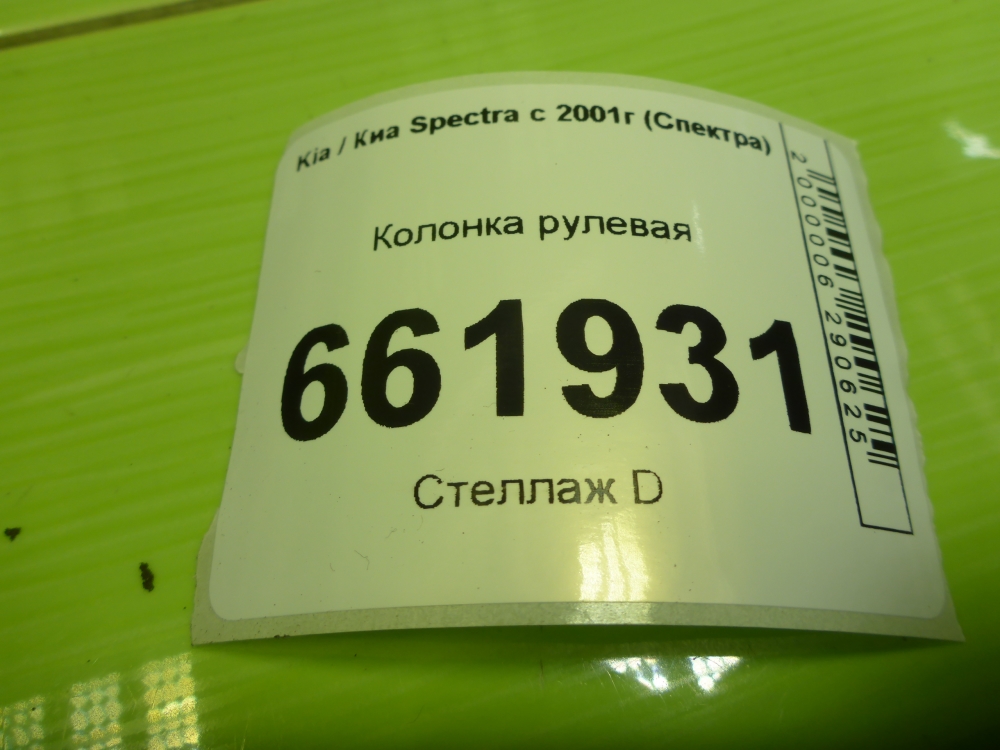 Kia / Киа Spectra с 2001г (Спектра)
Колонка рулевая
661931
Стеллаж D
2000006290625